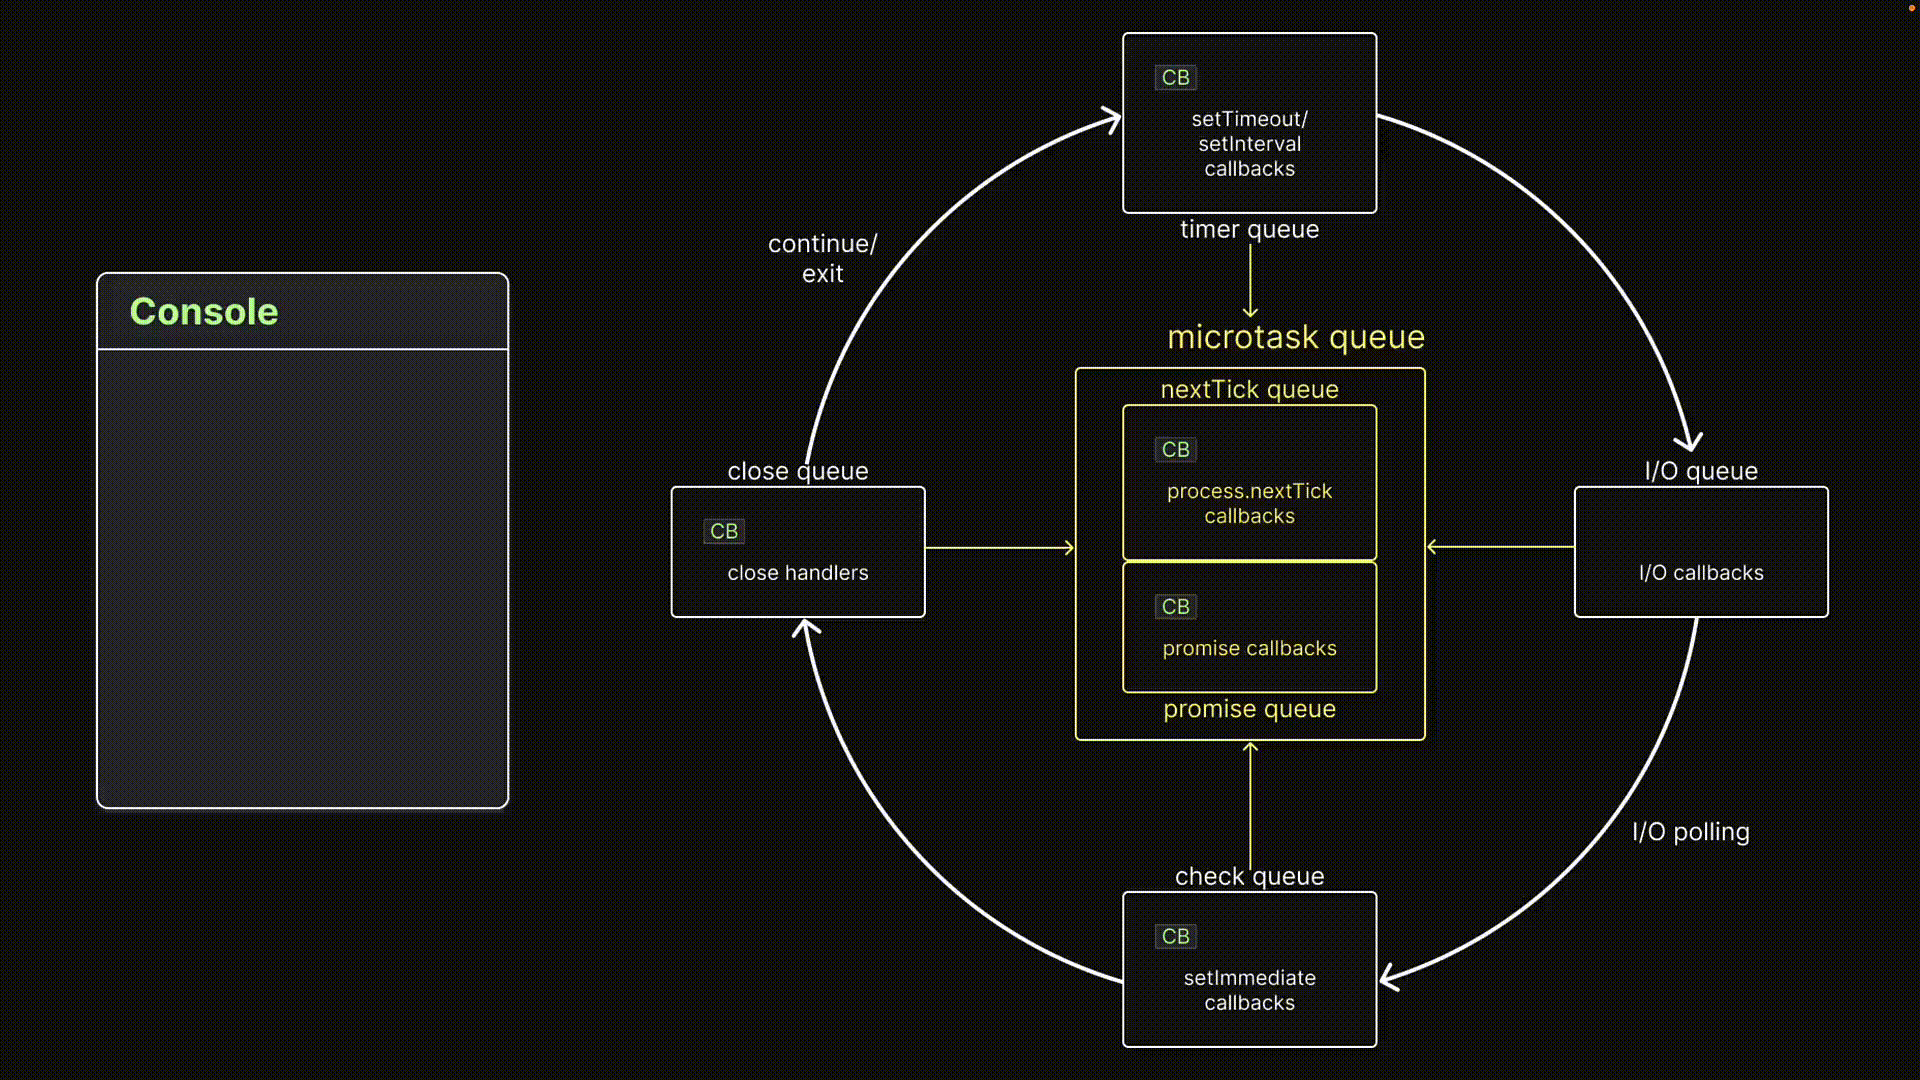 Console
CB
setTimeout/
setInterval
callbacks
timer queue
continue/
exit
microtask queue
nextTick queue
CB
process.nextTick
callbacks
CB
promise callbacks
promise queue
close queue
CB
close handlers
I/O queue
I/O callbacks
I/O polling
check queue
CB
setImmediate
callbacks